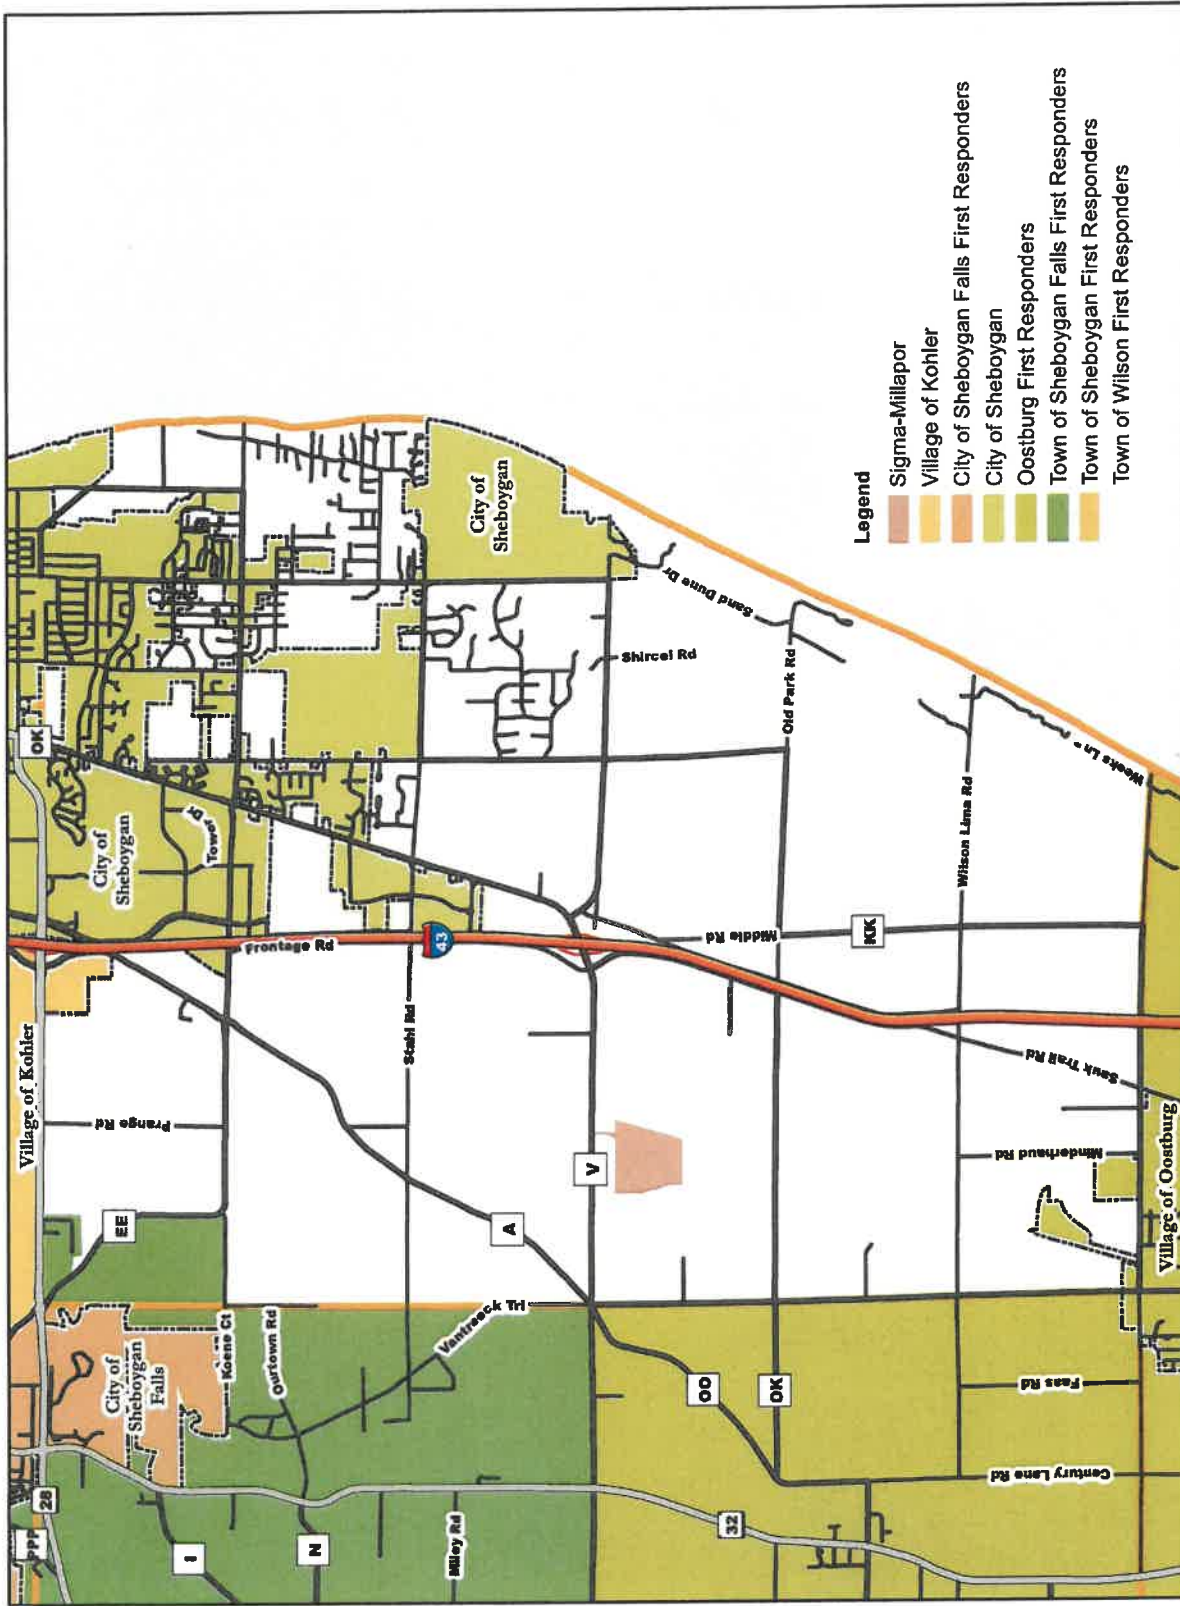 Legend
Sigma-Millapor
Village of Kohler
City of Sheboygan Falls First Responders
City of Sheboygan
Oostburg First Responders
Town of Sheboygan Falls First Responders
Town of Sheboygan First Responders
Town of Wilson First Responders
PPP
28
Village of Kohler
OK
EE
Prange Rd
City of
Sheboygan
Falls
City of
Sheboygan
Tower Dr
I
N
Koene Ct
Ourtown Rd
Frontage Rd
Miley Rd
Vantreeck Trl
A
Stahl Rd
43
City of
Sheboygan
V
Shircel Rd
Sand Dune Dr
32
OO
OK
Middle Rd
Old Park Rd
KK
Wilson Lima Rd
Century Lane Rd
Faas Rd
Minderhaud Rd
Sauk Trail Rd
Weeks Ln
Village of Oostburg